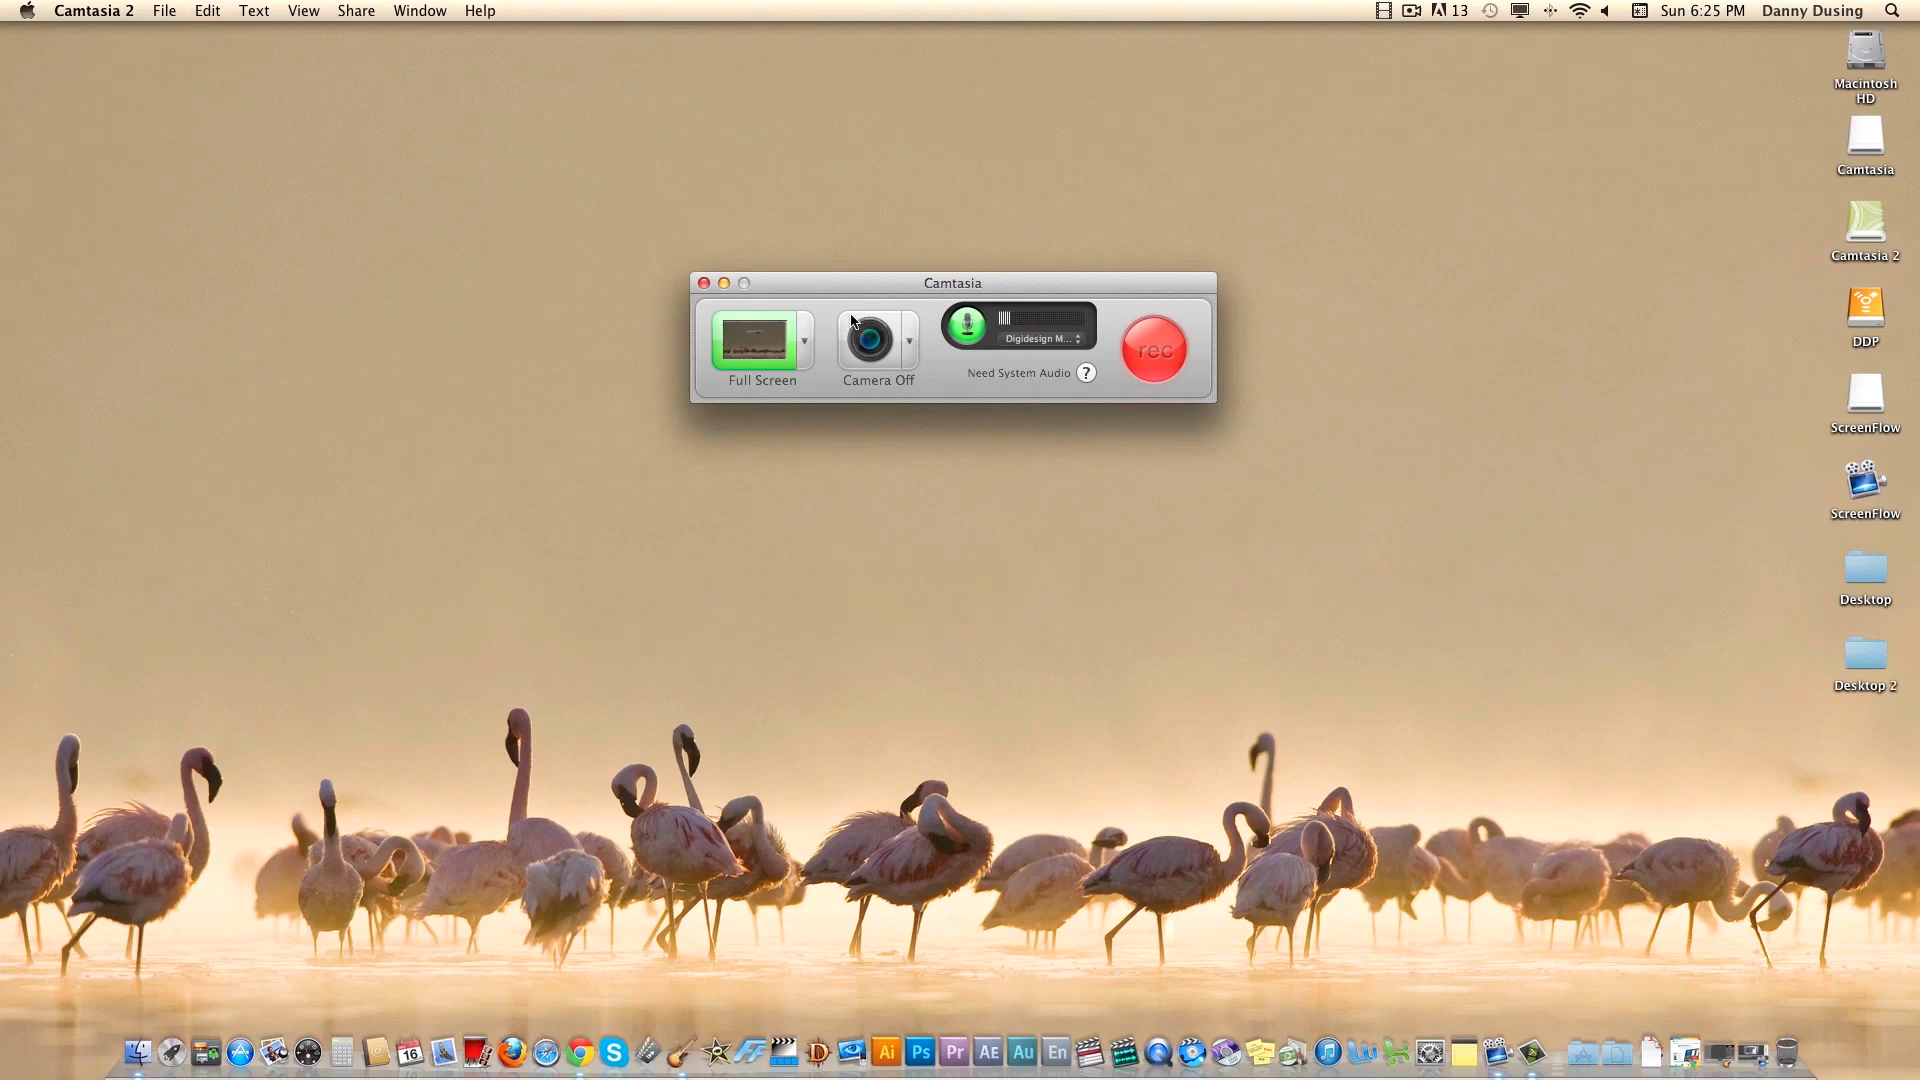 Camtasia 2 File Edit Text View Share Window Help
13 Sun 6:25 PM Danny Dusing
Macintosh
HD
Camtasia
Camtasia 2
DDP
ScreenFlow
ScreenFlow
Desktop
Desktop 2
Camtasia
Digidesign M...
rec
Need System Audio ?
Full Screen
Camera Off
16
Ai Ps Pr AE Au En